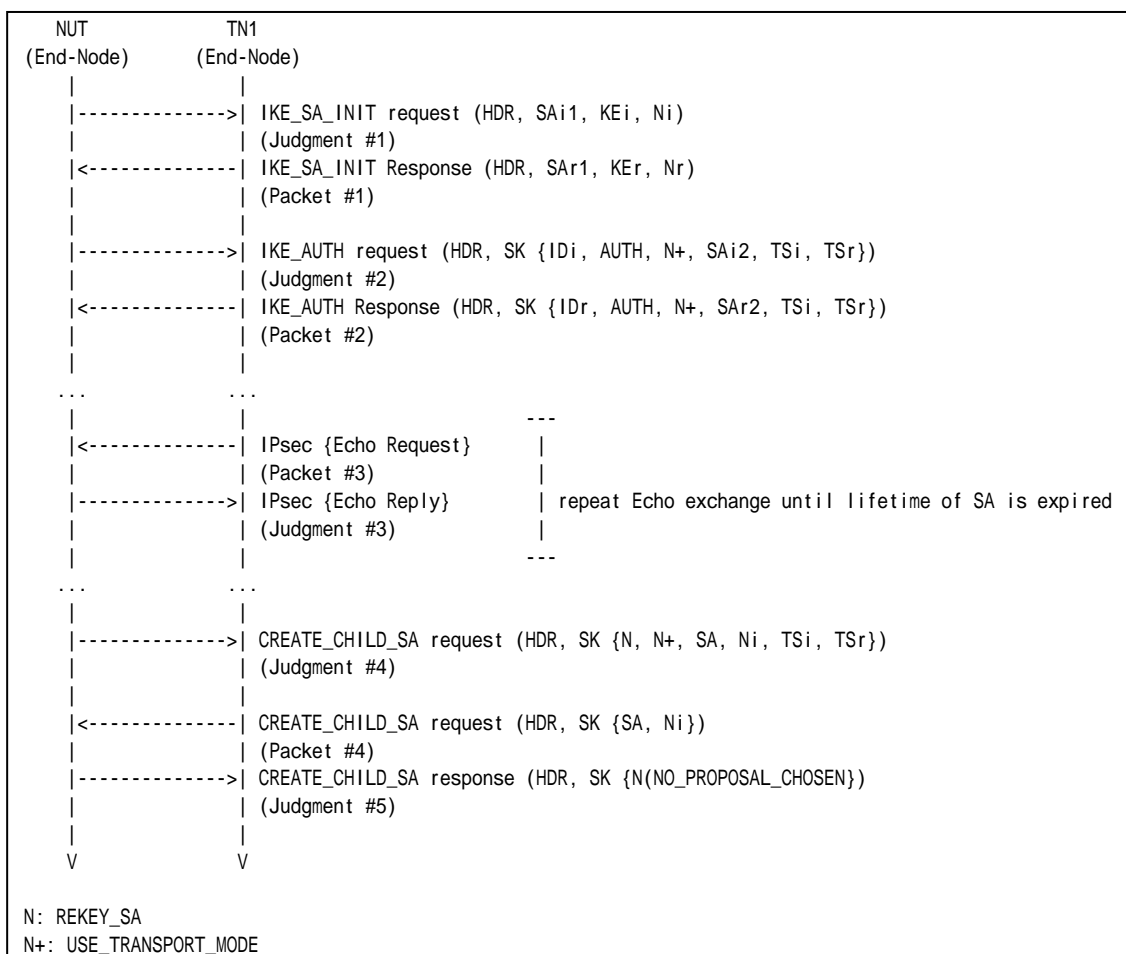 NUT TN1
(End-Node) (End-Node)
| |
|-------------->| IKE_SA_INIT request (HDR, SAi1, KEi, Ni)
| | (Judgment #1)
|<--------------| IKE_SA_INIT Response (HDR, SAr1, KEr, Nr)
| | (Packet #1)
| |
|-------------->| IKE_AUTH request (HDR, SK {IDi, AUTH, N+, SAi2, TSi, TSr})
| | (Judgment #2)
|<--------------| IKE_AUTH Response (HDR, SK {IDr, AUTH, N+, SAr2, TSi, TSr})
| | (Packet #2)
| |
... ...
| | ---
|<--------------| IPsec {Echo Request} |
| | (Packet #3) |
|-------------->| IPsec {Echo Reply} | repeat Echo exchange until lifetime of SA is expired
| | (Judgment #3) |
| | ---
... ...
| |
|-------------->| CREATE_CHILD_SA request (HDR, SK {N, N+, SA, Ni, TSi, TSr})
| | (Judgment #4)
| |
|<--------------| CREATE_CHILD_SA request (HDR, SK {SA, Ni})
| | (Packet #4)
|-------------->| CREATE_CHILD_SA response (HDR, SK {N(NO_PROPOSAL_CHOSEN})
| | (Judgment #5)
| |
V V
N: REKEY_SA
N+: USE_TRANSPORT_MODE